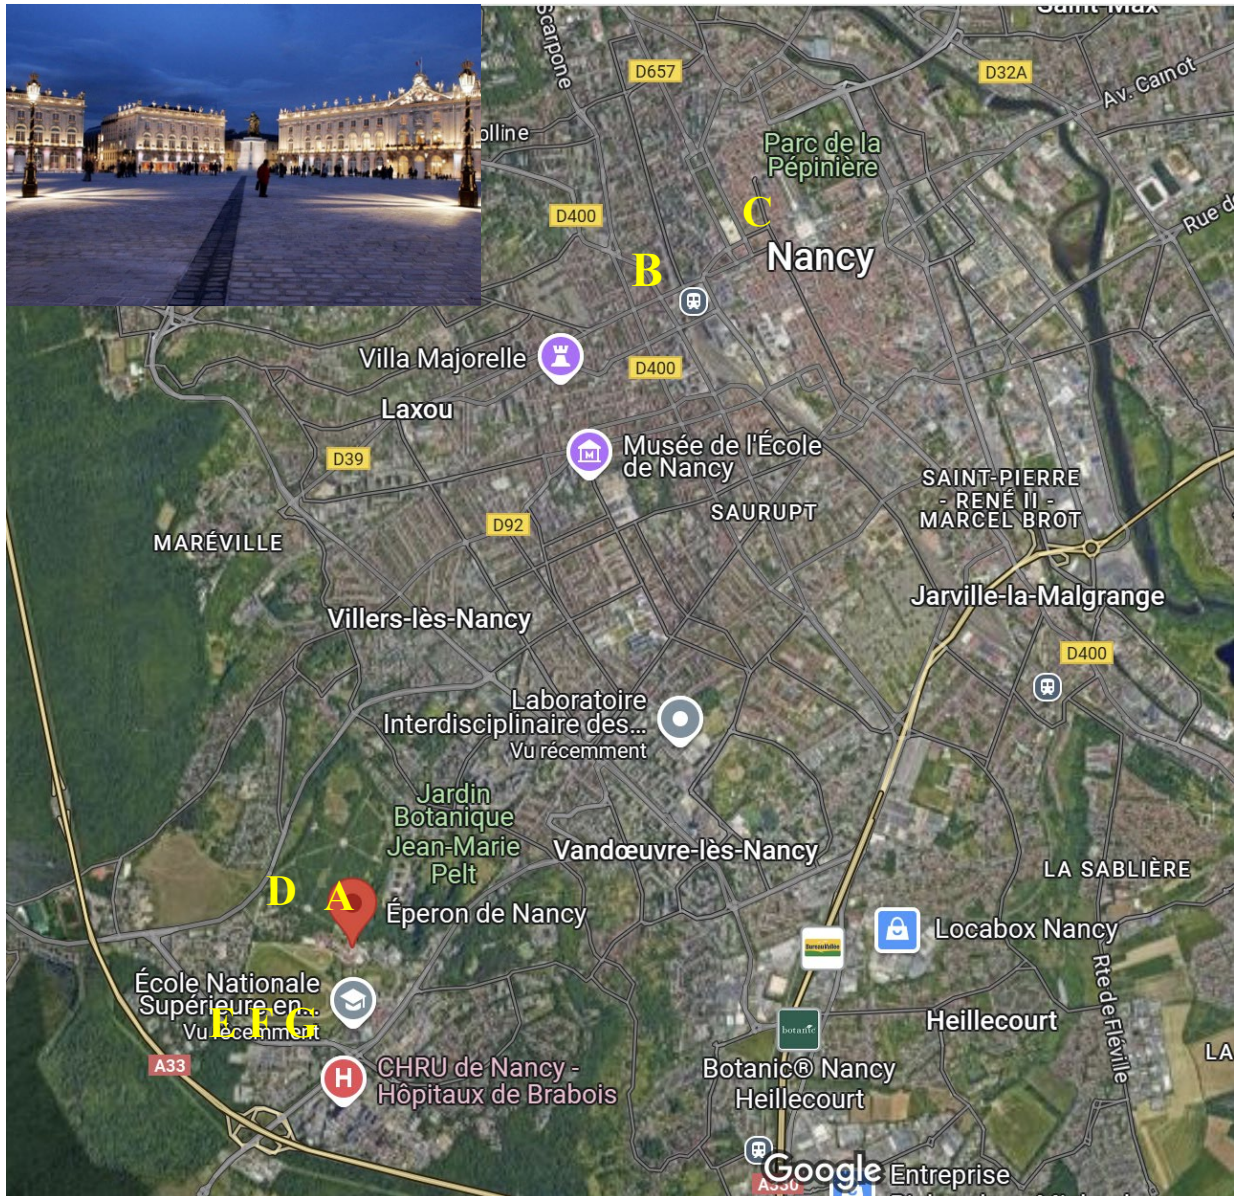 Scarpone
Saint-Max
D657
D32A
Av. Carnot
olline
Parc de la
Pépinière
D400
C
Rue de
Nancy
B
Villa Majorelle
D400
Laxou
Musée de l'École
de Nancy
D39
SAINT-PIERRE
- RENÉ II -
MARCEL BROT
D92
SAURUPT
MARÉVILLE
Jarville-la-Malgrange
Villers-lès-Nancy
D400
Laboratoire
Interdisciplinaire des...
Vu récemment
Jardin
Botanique
Jean-Marie
Pelt
Vandœuvre-lès-Nancy
LA SABLIÈRE
D
A
Éperon de Nancy
Locabox Nancy
BureauVallée
Rte de Fléville
École Nationale
Supérieure en...
Vu récemment
E F G
botanic
Heillecourt
LA
A33
H
CHRU de Nancy -
Hôpitaux de Brabois
Botanic® Nancy
Heillecourt
Google
A330
Entreprise